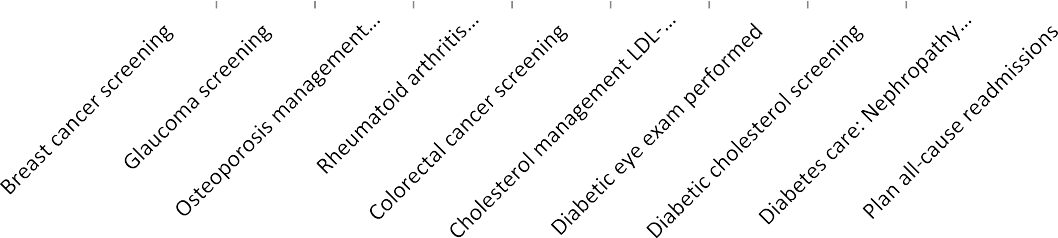 Breast cancer screening
Glaucoma screening
Osteoporosis management...
Rheumatoid arthritis...
Colorectal cancer screening
Cholesterol management LDL-...
Diabetic eye exam performed
Diabetic cholesterol screening
Diabetes care: Nephropathy...
Plan all-cause readmissions